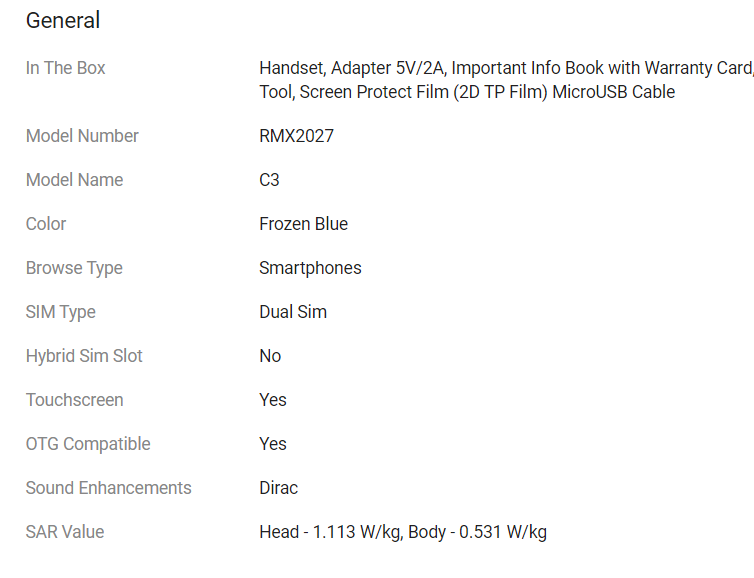 General
In The Box Handset, Adapter 5V/2A, Important Info Book with Warranty Card,
Tool, Screen Protect Film (2D TP Film) MicroUSB Cable
Model Number RMX2027
Model Name C3
Color Frozen Blue
Browse Type Smartphones
SIM Type Dual Sim
Hybrid Sim Slot No
Touchscreen Yes
OTG Compatible Yes
Sound Enhancements Dirac
SAR Value Head - 1.113 W/kg, Body - 0.531 W/kg